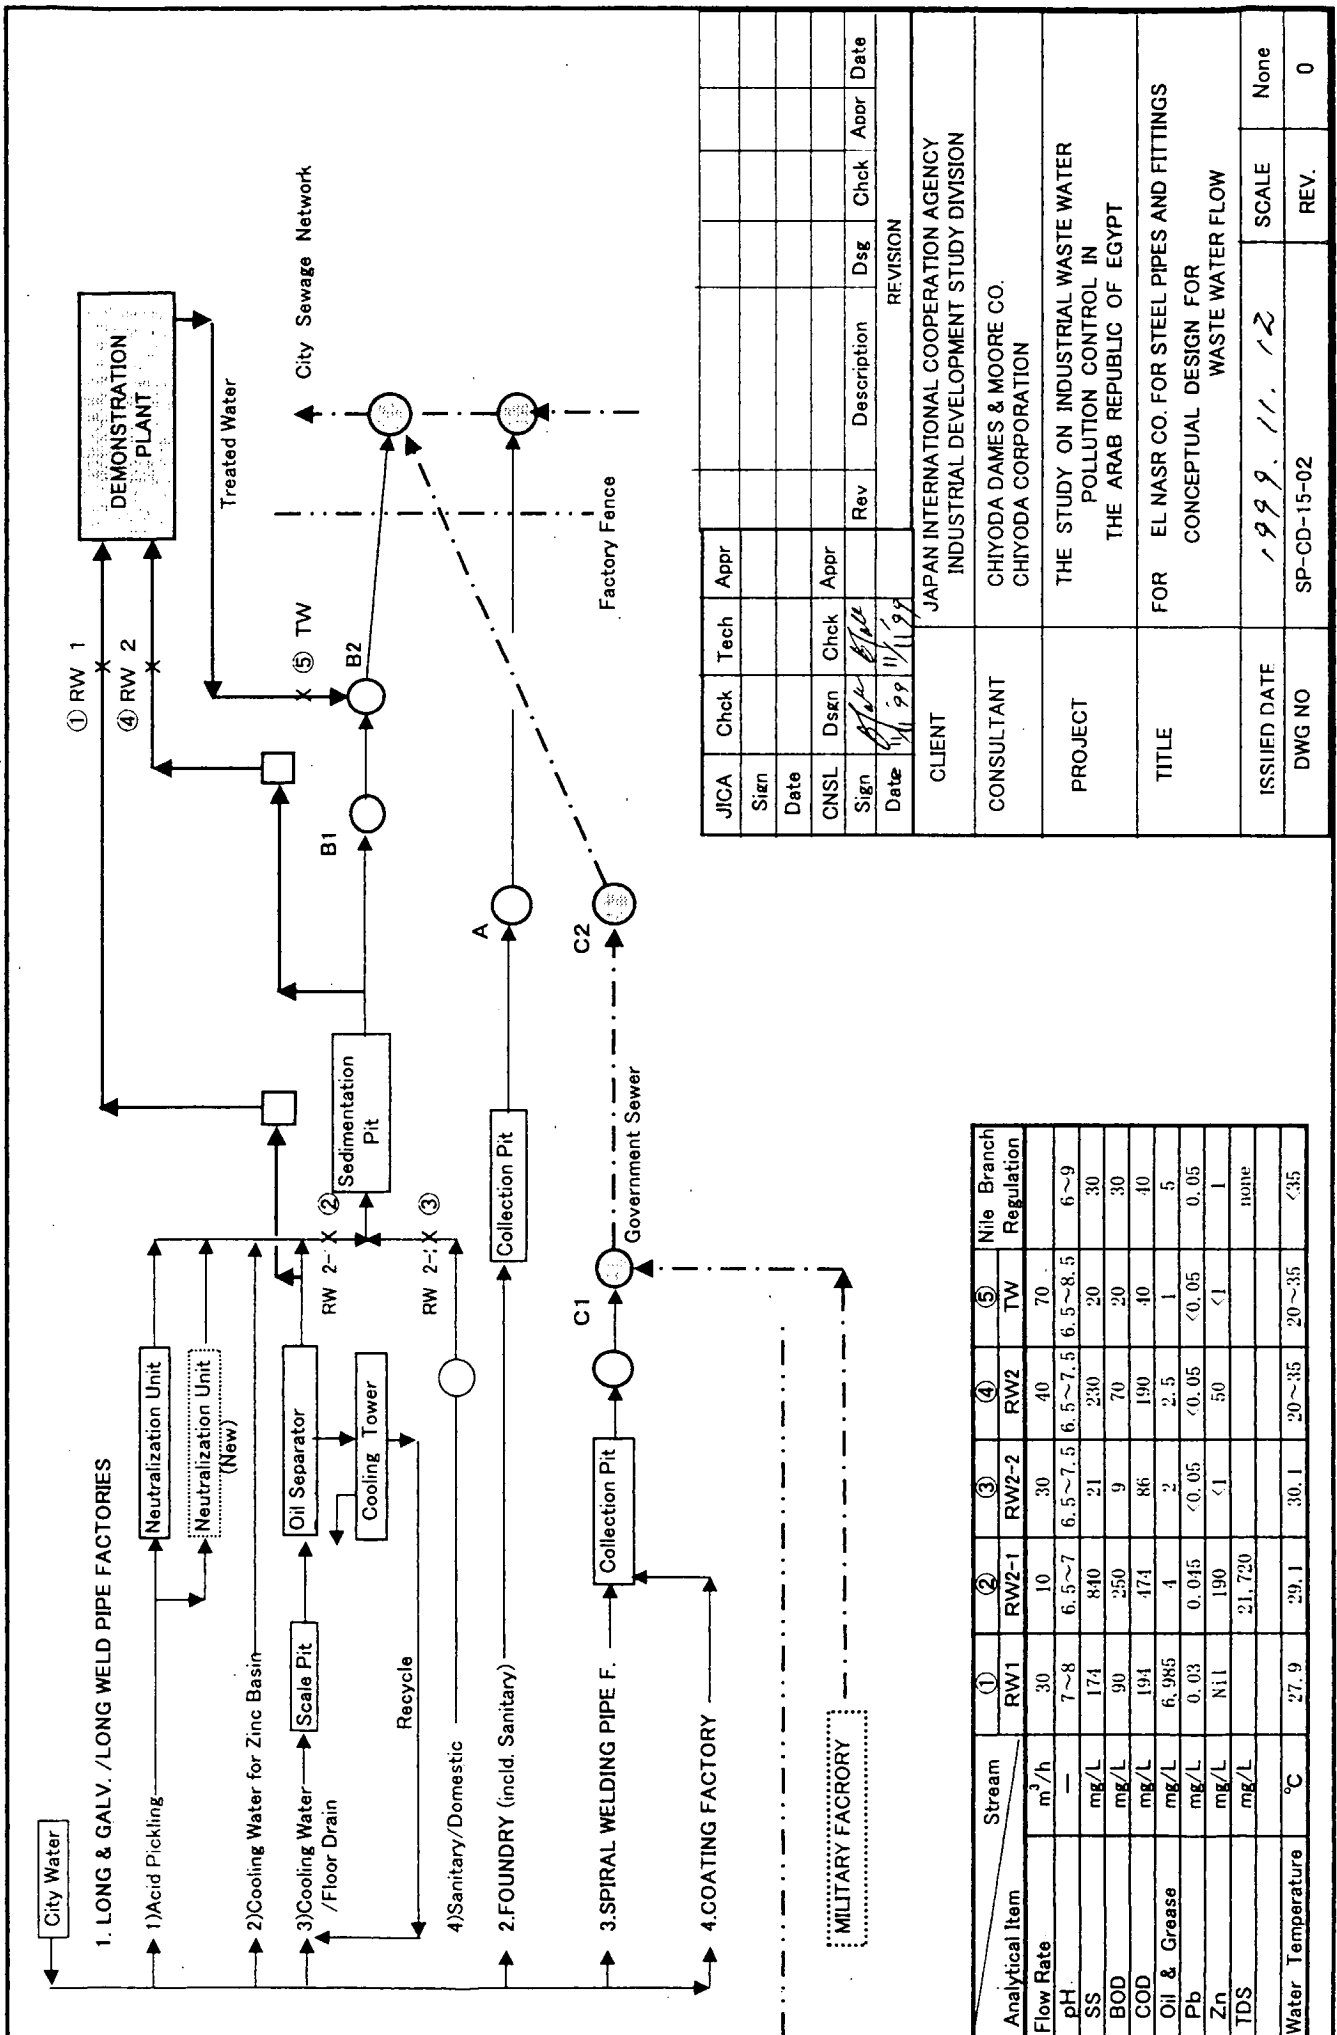 City Water
1. LONG & GALV. /LONG WELD PIPE FACTORIES
1)Acid Pickling
Neutralization Unit
Neutralization Unit
(New)
2)Cooling Water for Zinc Basin
3)Cooling Water
/Floor Drain
Scale Pit
Oil Separator
Cooling Tower
Recycle
4)Sanitary/Domestic
RW 2-
②
RW 2-
③
Sedimentation
Pit
B1
B2
① RW 1
④ RW 2
⑤ TW
DEMONSTRATION
PLANT
Treated Water
City Sewage Network
2.FOUNDRY (incld. Sanitary)
Collection Pit
A
Factory Fence
3.SPIRAL WELDING PIPE F.
Collection Pit
C1
Government Sewer
C2
4.COATING FACTORY
MILITARY FACRORY
Stream ① ② ③ ④ ⑤ Nile Branch
Analytical Item RW1 RW2-1 RW2-2 RW2 TW Regulation
Flow Rate m³/h 30 10 30 40 70
pH — 7~8 6.5~7 6.5~7.5 6.5~7.5 6.5~8.5 6~9
SS mg/L 174 840 21 230 20 30
BOD mg/L 90 250 9 70 20 30
COD mg/L 194 474 86 190 40 40
Oil & Grease mg/L 6,985 4 2 2.5 1 5
Pb mg/L 0.03 0.045 <0.05 <0.05 <0.05 0.05
Zn mg/L Nil 190 <1 50 <1 1
TDS mg/L 21,720 none
Water Temperature °C 27.9 29.1 30.1 20~35 20~35 <35
JICA Chck Tech Appr
Sign
Date
CNSL Dsgn Chck Appr
Sign
Date 11/11 '99 11/11 '99
Rev Description Dsg Chck Appr Date
REVISION
CLIENT JAPAN INTERNATIONAL COOPERATION AGENCY
INDUSTRIAL DEVELOPMENT STUDY DIVISION
CONSULTANT CHIYODA DAMES & MOORE CO.
CHIYODA CORPORATION
PROJECT THE STUDY ON INDUSTRIAL WASTE WATER
POLLUTION CONTROL IN
THE ARAB REPUBLIC OF EGYPT
TITLE FOR EL NASR CO. FOR STEEL PIPES AND FITTINGS
CONCEPTUAL DESIGN FOR
WASTE WATER FLOW
ISSUED DATE 1999. 11. 12 SCALE None
DWG NO SP-CD-15-02 REV. 0